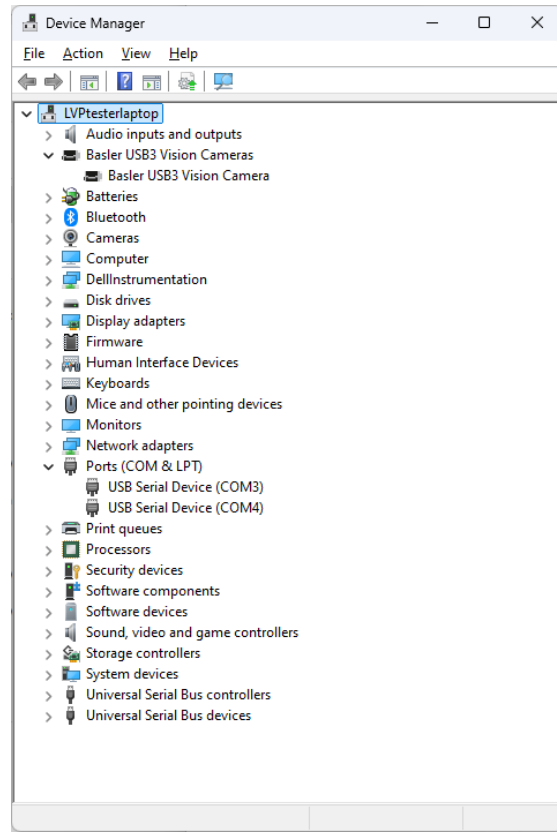 Device Manager
File Action View Help
LVPtesterlaptop
Audio inputs and outputs
Basler USB3 Vision Cameras
Basler USB3 Vision Camera
Batteries
Bluetooth
Cameras
Computer
DellInstrumentation
Disk drives
Display adapters
Firmware
Human Interface Devices
Keyboards
Mice and other pointing devices
Monitors
Network adapters
Ports (COM & LPT)
USB Serial Device (COM3)
USB Serial Device (COM4)
Print queues
Processors
Security devices
Software components
Software devices
Sound, video and game controllers
Storage controllers
System devices
Universal Serial Bus controllers
Universal Serial Bus devices